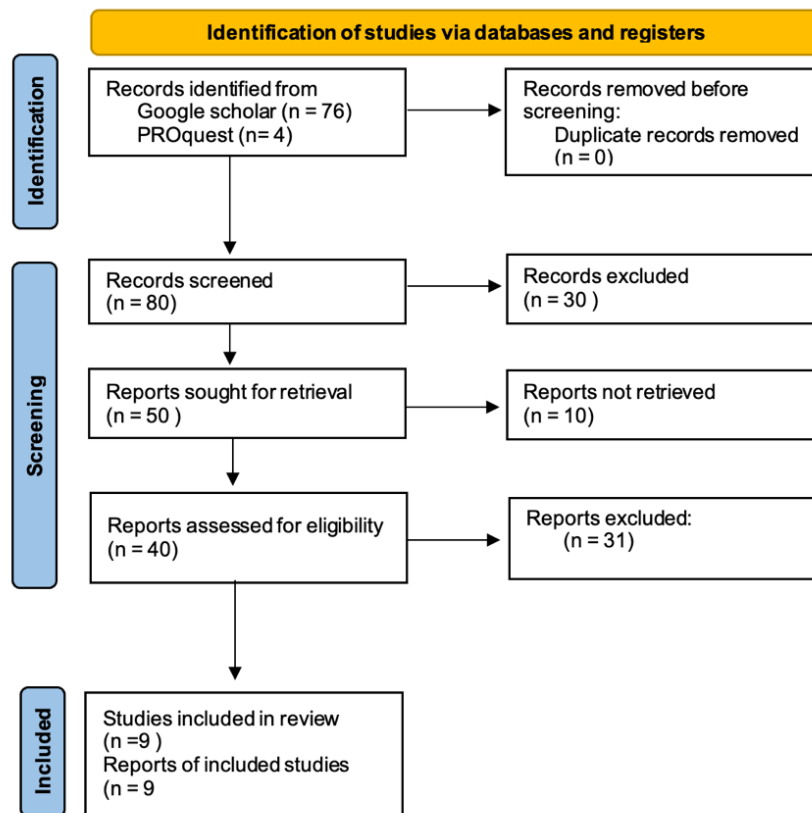 Identification of studies via databases and registers
Identification
Records identified from
Google scholar (n = 76)
PROquest (n= 4)
Records removed before
screening:
Duplicate records removed
(n = 0)
Screening
Records screened
(n = 80)
Records excluded
(n = 30 )
Reports sought for retrieval
(n = 50 )
Reports not retrieved
(n = 10)
Reports assessed for eligibility
(n = 40)
Reports excluded:
(n = 31)
Included
Studies included in review
(n =9 )
Reports of included studies
(n = 9